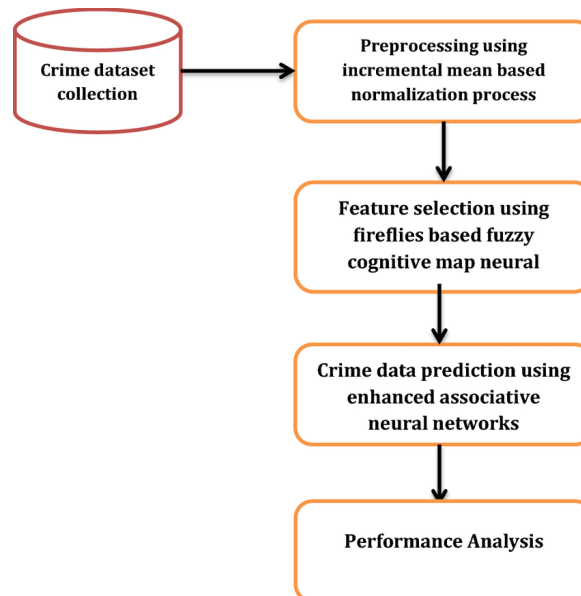 Crime dataset
collection
Preprocessing using
incremental mean based
normalization process
Feature selection using
fireflies based fuzzy
cognitive map neural
Crime data prediction using
enhanced associative
neural networks
Performance Analysis